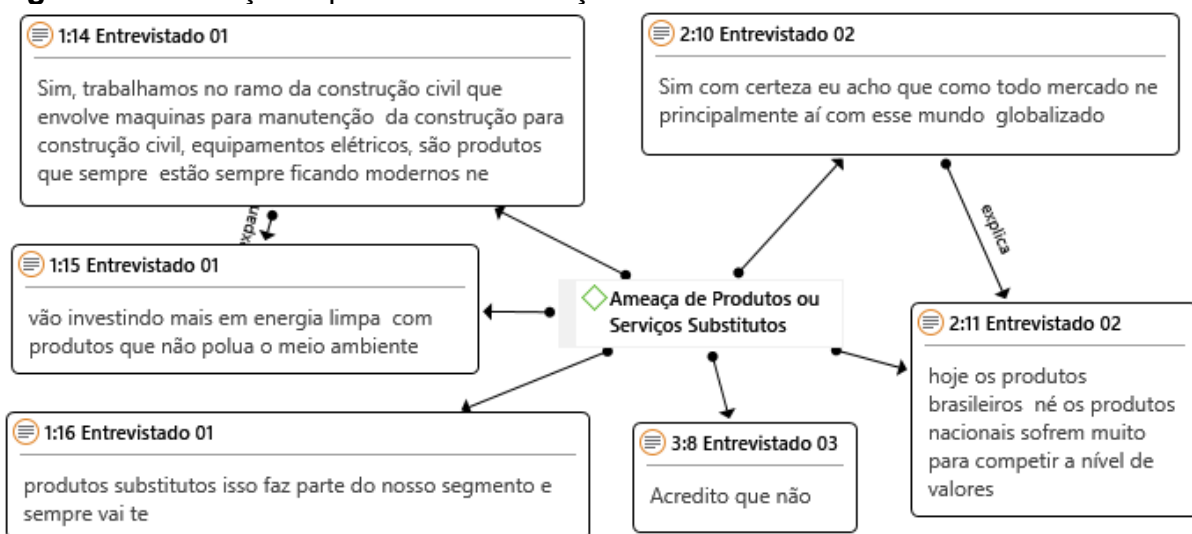 1:14 Entrevistado 01
Sim, trabalhamos no ramo da construção civil que
envolve maquinas para manutenção da construção para
construção civil, equipamentos elétricos, são produtos
que sempre estão sempre ficando modernos ne
2:10 Entrevistado 02
Sim com certeza eu acho que como todo mercado ne
principalmente aí com esse mundo globalizado
explica
1:15 Entrevistado 01
vão investindo mais em energia limpa com
produtos que não polua o meio ambiente
Ameaça de Produtos ou
Serviços Substitutos
2:11 Entrevistado 02
hoje os produtos
brasileiros né os produtos
nacionais sofrem muito
para competir a nível de
valores
1:16 Entrevistado 01
produtos substitutos isso faz parte do nosso segmento e
sempre vai te
3:8 Entrevistado 03
Acredito que não